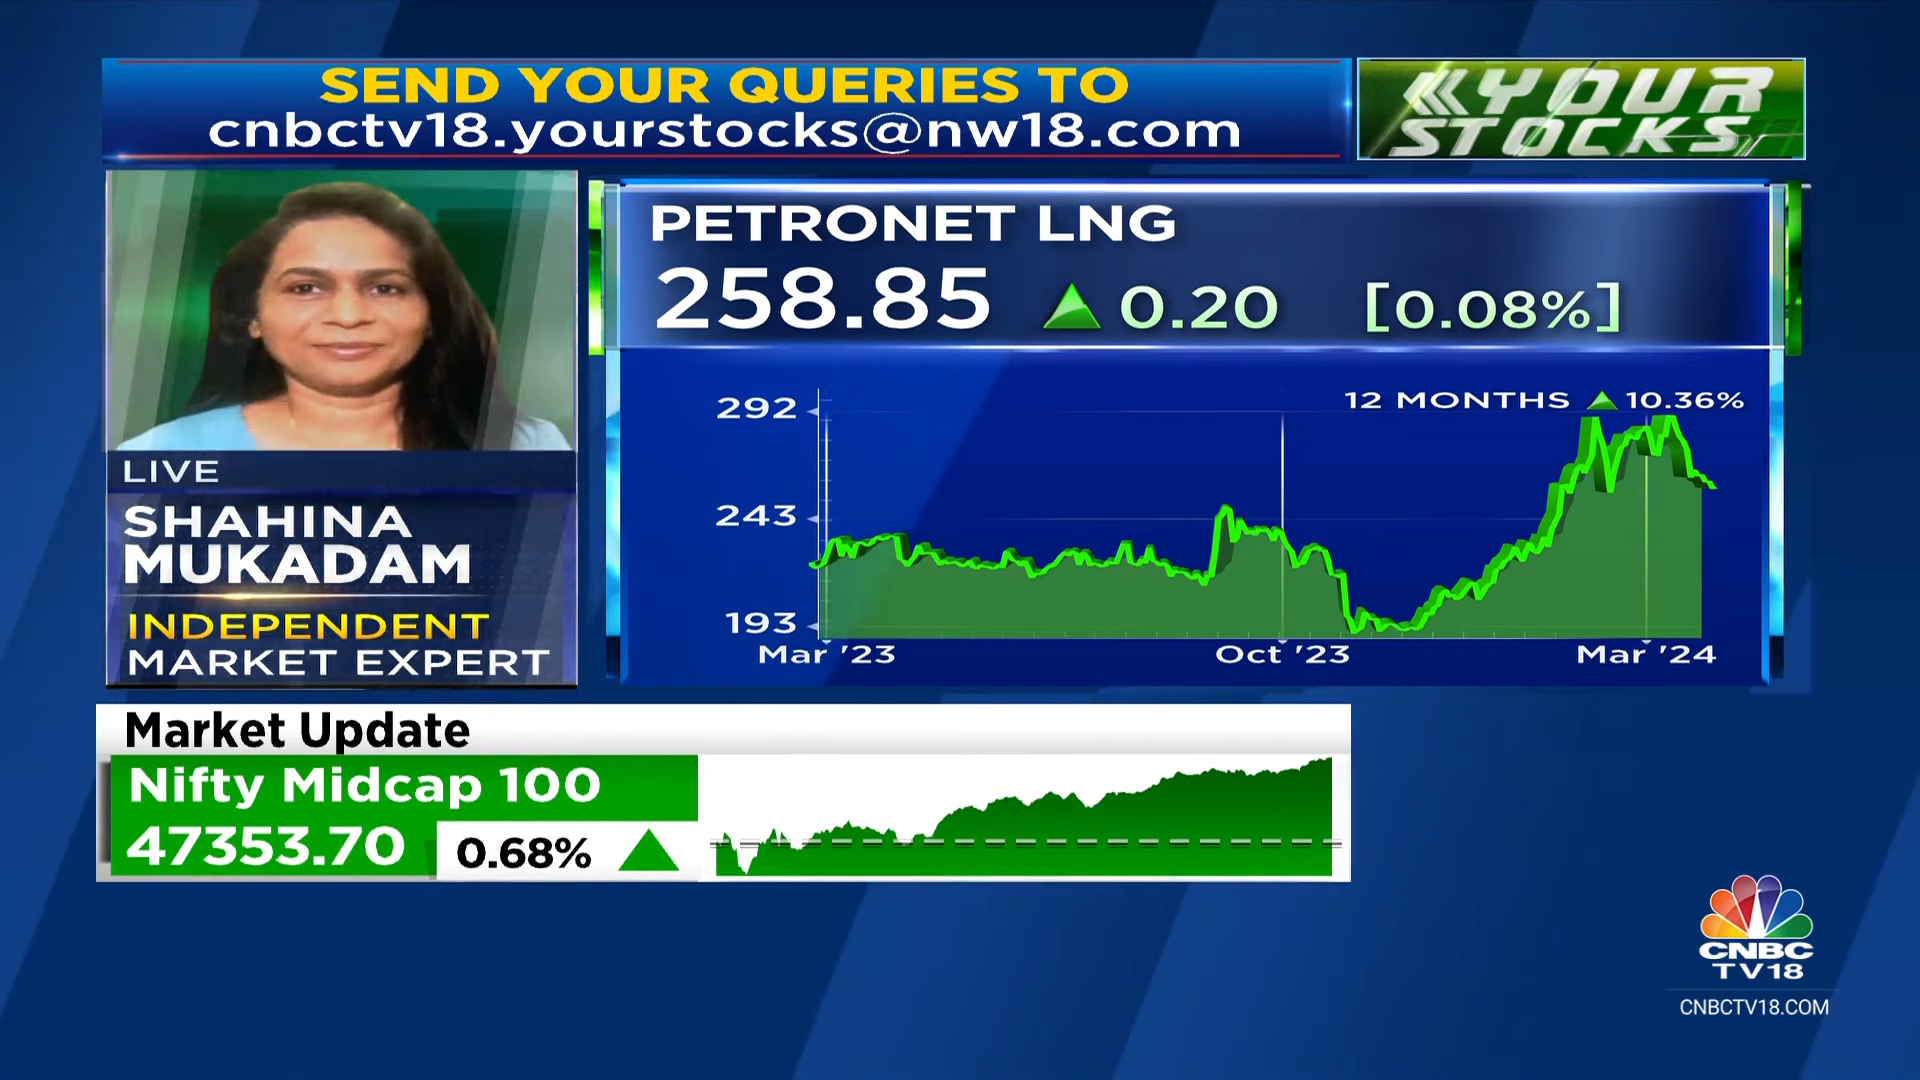 SEND YOUR QUERIES TO
cnbctv18.yourstocks@nw18.com
YOUR
STOCKS
LIVE
SHAHINA
MUKADAM
INDEPENDENT
MARKET EXPERT
PETRONET LNG
258.85 ▲ 0.20 [0.08%]
12 MONTHS ▲ 10.36%
292
243
193
Mar '23 Oct '23 Mar '24
Market Update
Nifty Midcap 100
47353.70 0.68% ▲
CNBC
TV18
CNBCTV18.COM